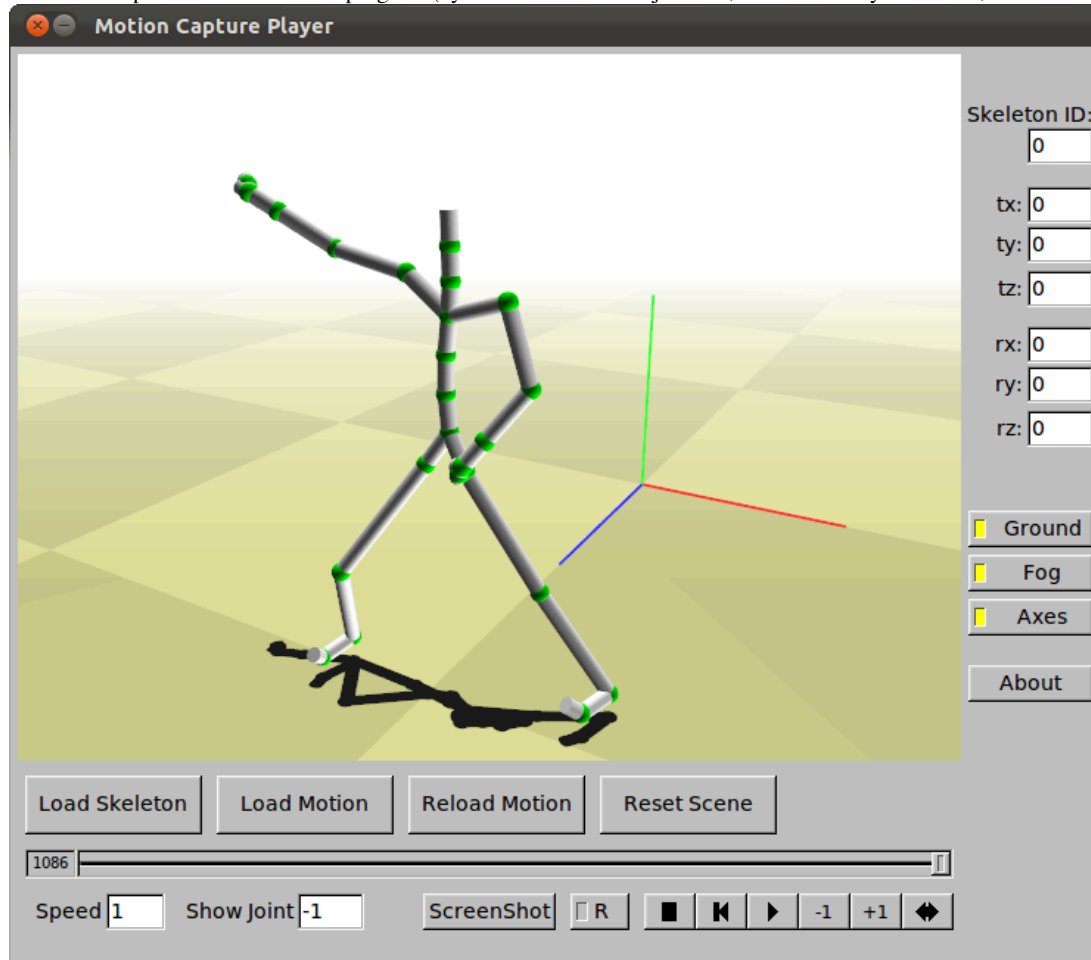 Motion Capture Player
Skeleton ID:
0
tx: 0
ty: 0
tz: 0
rx: 0
ry: 0
rz: 0
Ground
Fog
Axes
About
Load Skeleton Load Motion Reload Motion Reset Scene
1086
Speed 1 Show Joint -1 ScreenShot R -1 +1